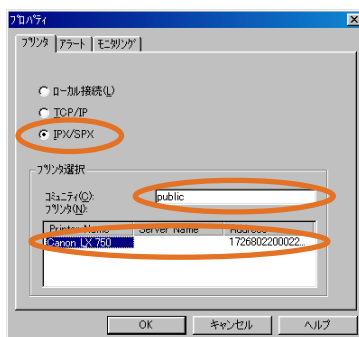 プロパティ
プリンタ アラート モニタリング
ローカル接続(L)
TCP/IP
IPX/SPX
プリンタ選択
コミュニティ(C): public
プリンタ(N):
Printer Name Server Name Address
Canon LX 750 1726802200022...
OK キャンセル ヘルプ